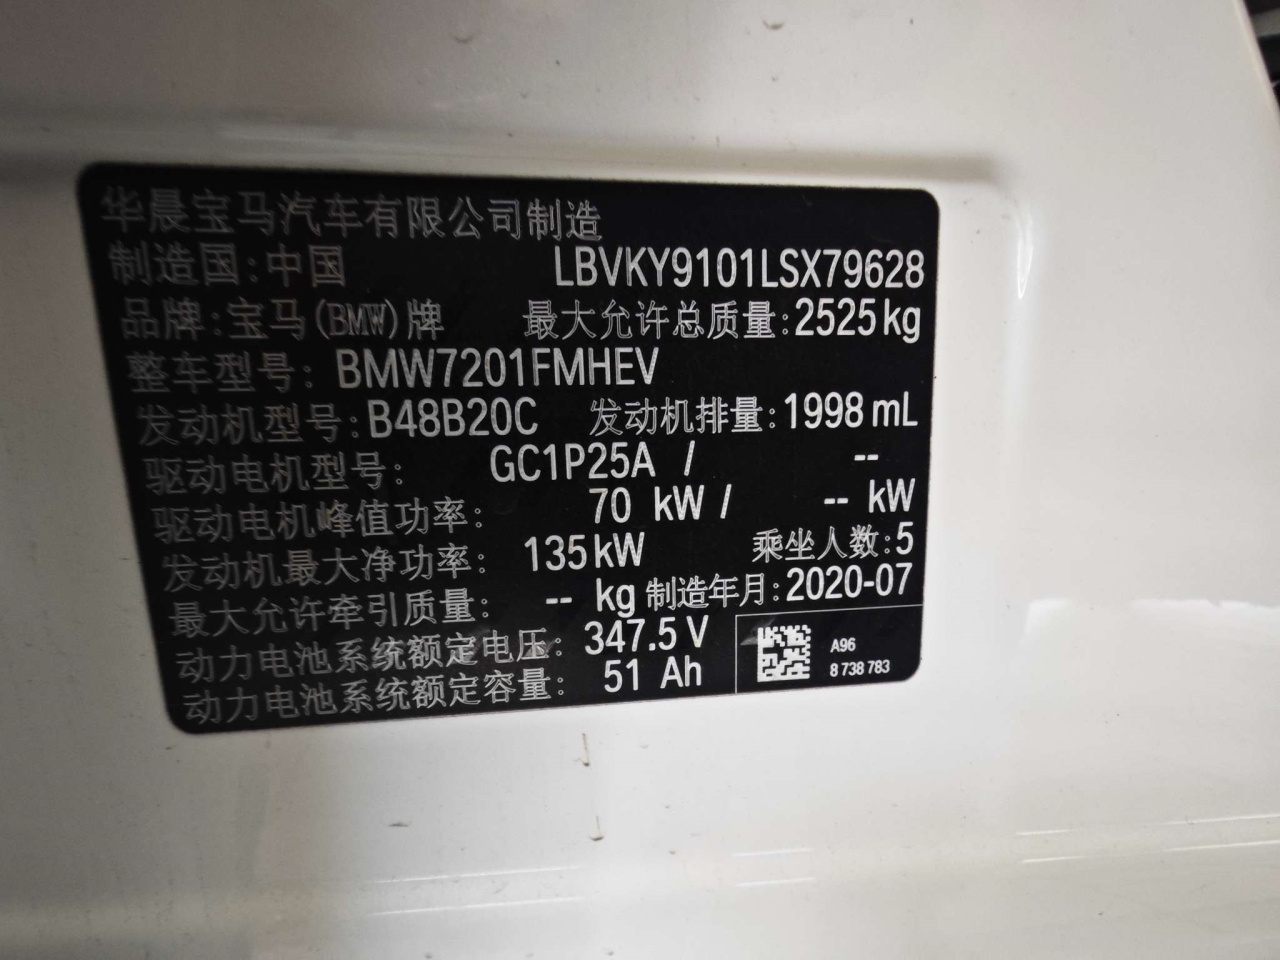 华晨宝马汽车有限公司制造
制造国:中国 LBVKY9101LSX79628
品牌:宝马(BMW)牌 最大允许总质量:2525kg
整车型号: BMW7201FMHEV
发动机型号:B48B20C 发动机排量:1998 mL
驱动电机型号: GC1P25A / --
驱动电机峰值功率: 70 kW / -- kW
发动机最大净功率: 135kW 乘坐人数:5
最大允许牵引质量: -- kg 制造年月:2020-07
动力电池系统额定电压: 347.5 V
动力电池系统额定容量: 51 Ah
A96
8 738 783